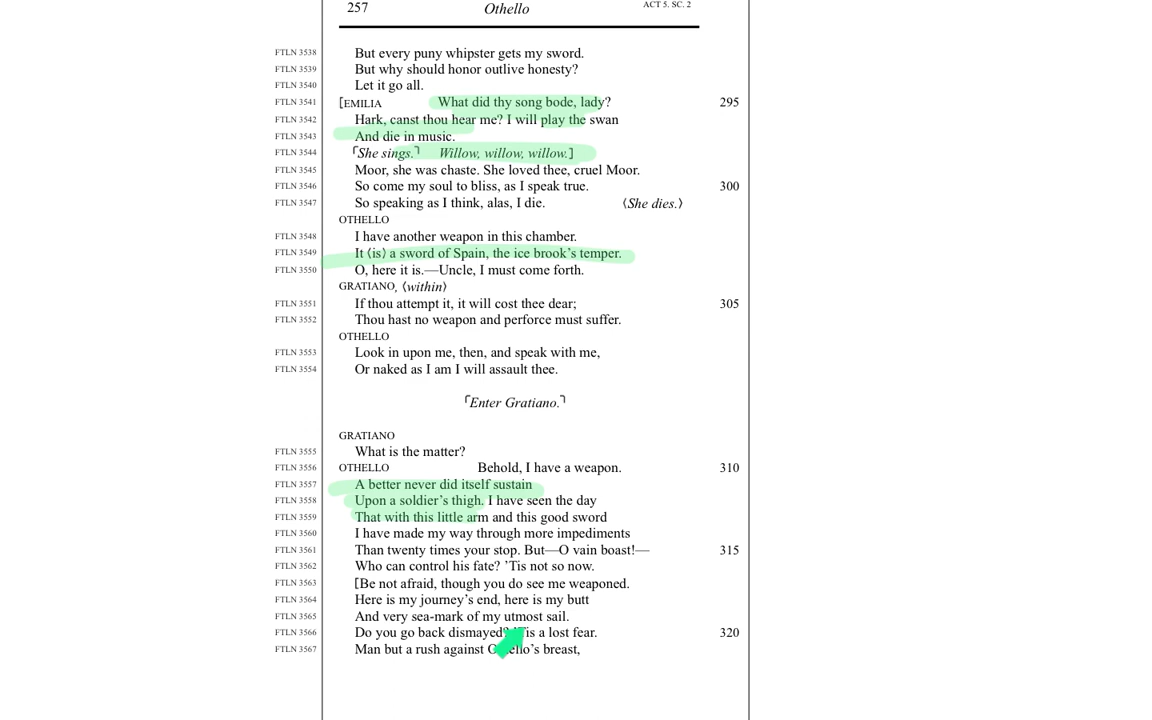 257 Othello ACT 5. SC. 2
FTLN 3538 But every puny whipster gets my sword.
FTLN 3539 But why should honor outlive honesty?
FTLN 3540 Let it go all.
FTLN 3541 [EMILIA What did thy song bode, lady? 295
FTLN 3542 Hark, canst thou hear me? I will play the swan
FTLN 3543 And die in music.
FTLN 3544 ⌜She sings.⌝ Willow, willow, willow.]
Moor, she was chaste. She loved thee, cruel Moor.
FTLN 3545
FTLN 3546 So come my soul to bliss, as I speak true. 300
FTLN 3547 So speaking as I think, alas, I die. ⟨She dies.⟩
OTHELLO
FTLN 3548 I have another weapon in this chamber.
FTLN 3549 It ⟨is⟩ a sword of Spain, the ice brook’s temper.
FTLN 3550 O, here it is.—Uncle, I must come forth.
GRATIANO, ⟨within⟩
FTLN 3551 If thou attempt it, it will cost thee dear; 305
FTLN 3552 Thou hast no weapon and perforce must suffer.
OTHELLO
FTLN 3553 Look in upon me, then, and speak with me,
FTLN 3554 Or naked as I am I will assault thee.
⌜Enter Gratiano.⌝
GRATIANO
FTLN 3555 What is the matter?
FTLN 3556 OTHELLO Behold, I have a weapon. 310
FTLN 3557 A better never did itself sustain
FTLN 3558 Upon a soldier’s thigh. I have seen the day
FTLN 3559 That with this little arm and this good sword
FTLN 3560 I have made my way through more impediments
FTLN 3561 Than twenty times your stop. But—O vain boast!— 315
FTLN 3562 Who can control his fate? ’Tis not so now.
FTLN 3563 [Be not afraid, though you do see me weaponed.
FTLN 3564 Here is my journey’s end, here is my butt
FTLN 3565 And very sea-mark of my utmost sail.
FTLN 3566 Do you go back dismayed? ’Tis a lost fear. 320
FTLN 3567 Man but a rush against Othello’s breast,